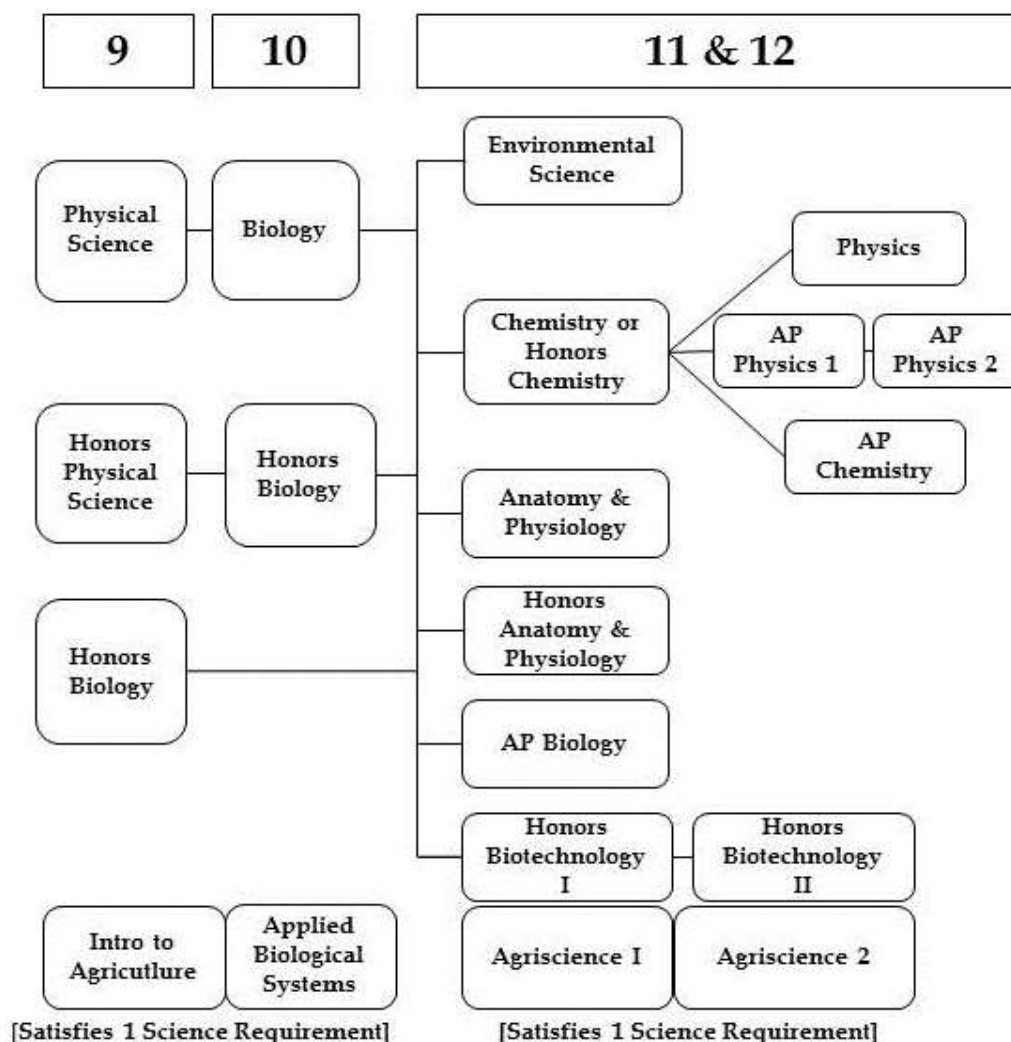 9
10
11 & 12
Physical
Science
Biology
Environmental
Science
Chemistry or
Honors
Chemistry
Physics
AP
Physics 1
AP
Physics 2
AP
Chemistry
Honors
Physical
Science
Honors
Biology
Anatomy &
Physiology
Honors
Anatomy &
Physiology
Honors
Biology
AP Biology
Honors
Biotechnology
I
Honors
Biotechnology
II
Intro to
Agricutlure
Applied
Biological
Systems
Agriscience I
Agriscience 2
[Satisfies 1 Science Requirement]
[Satisfies 1 Science Requirement]